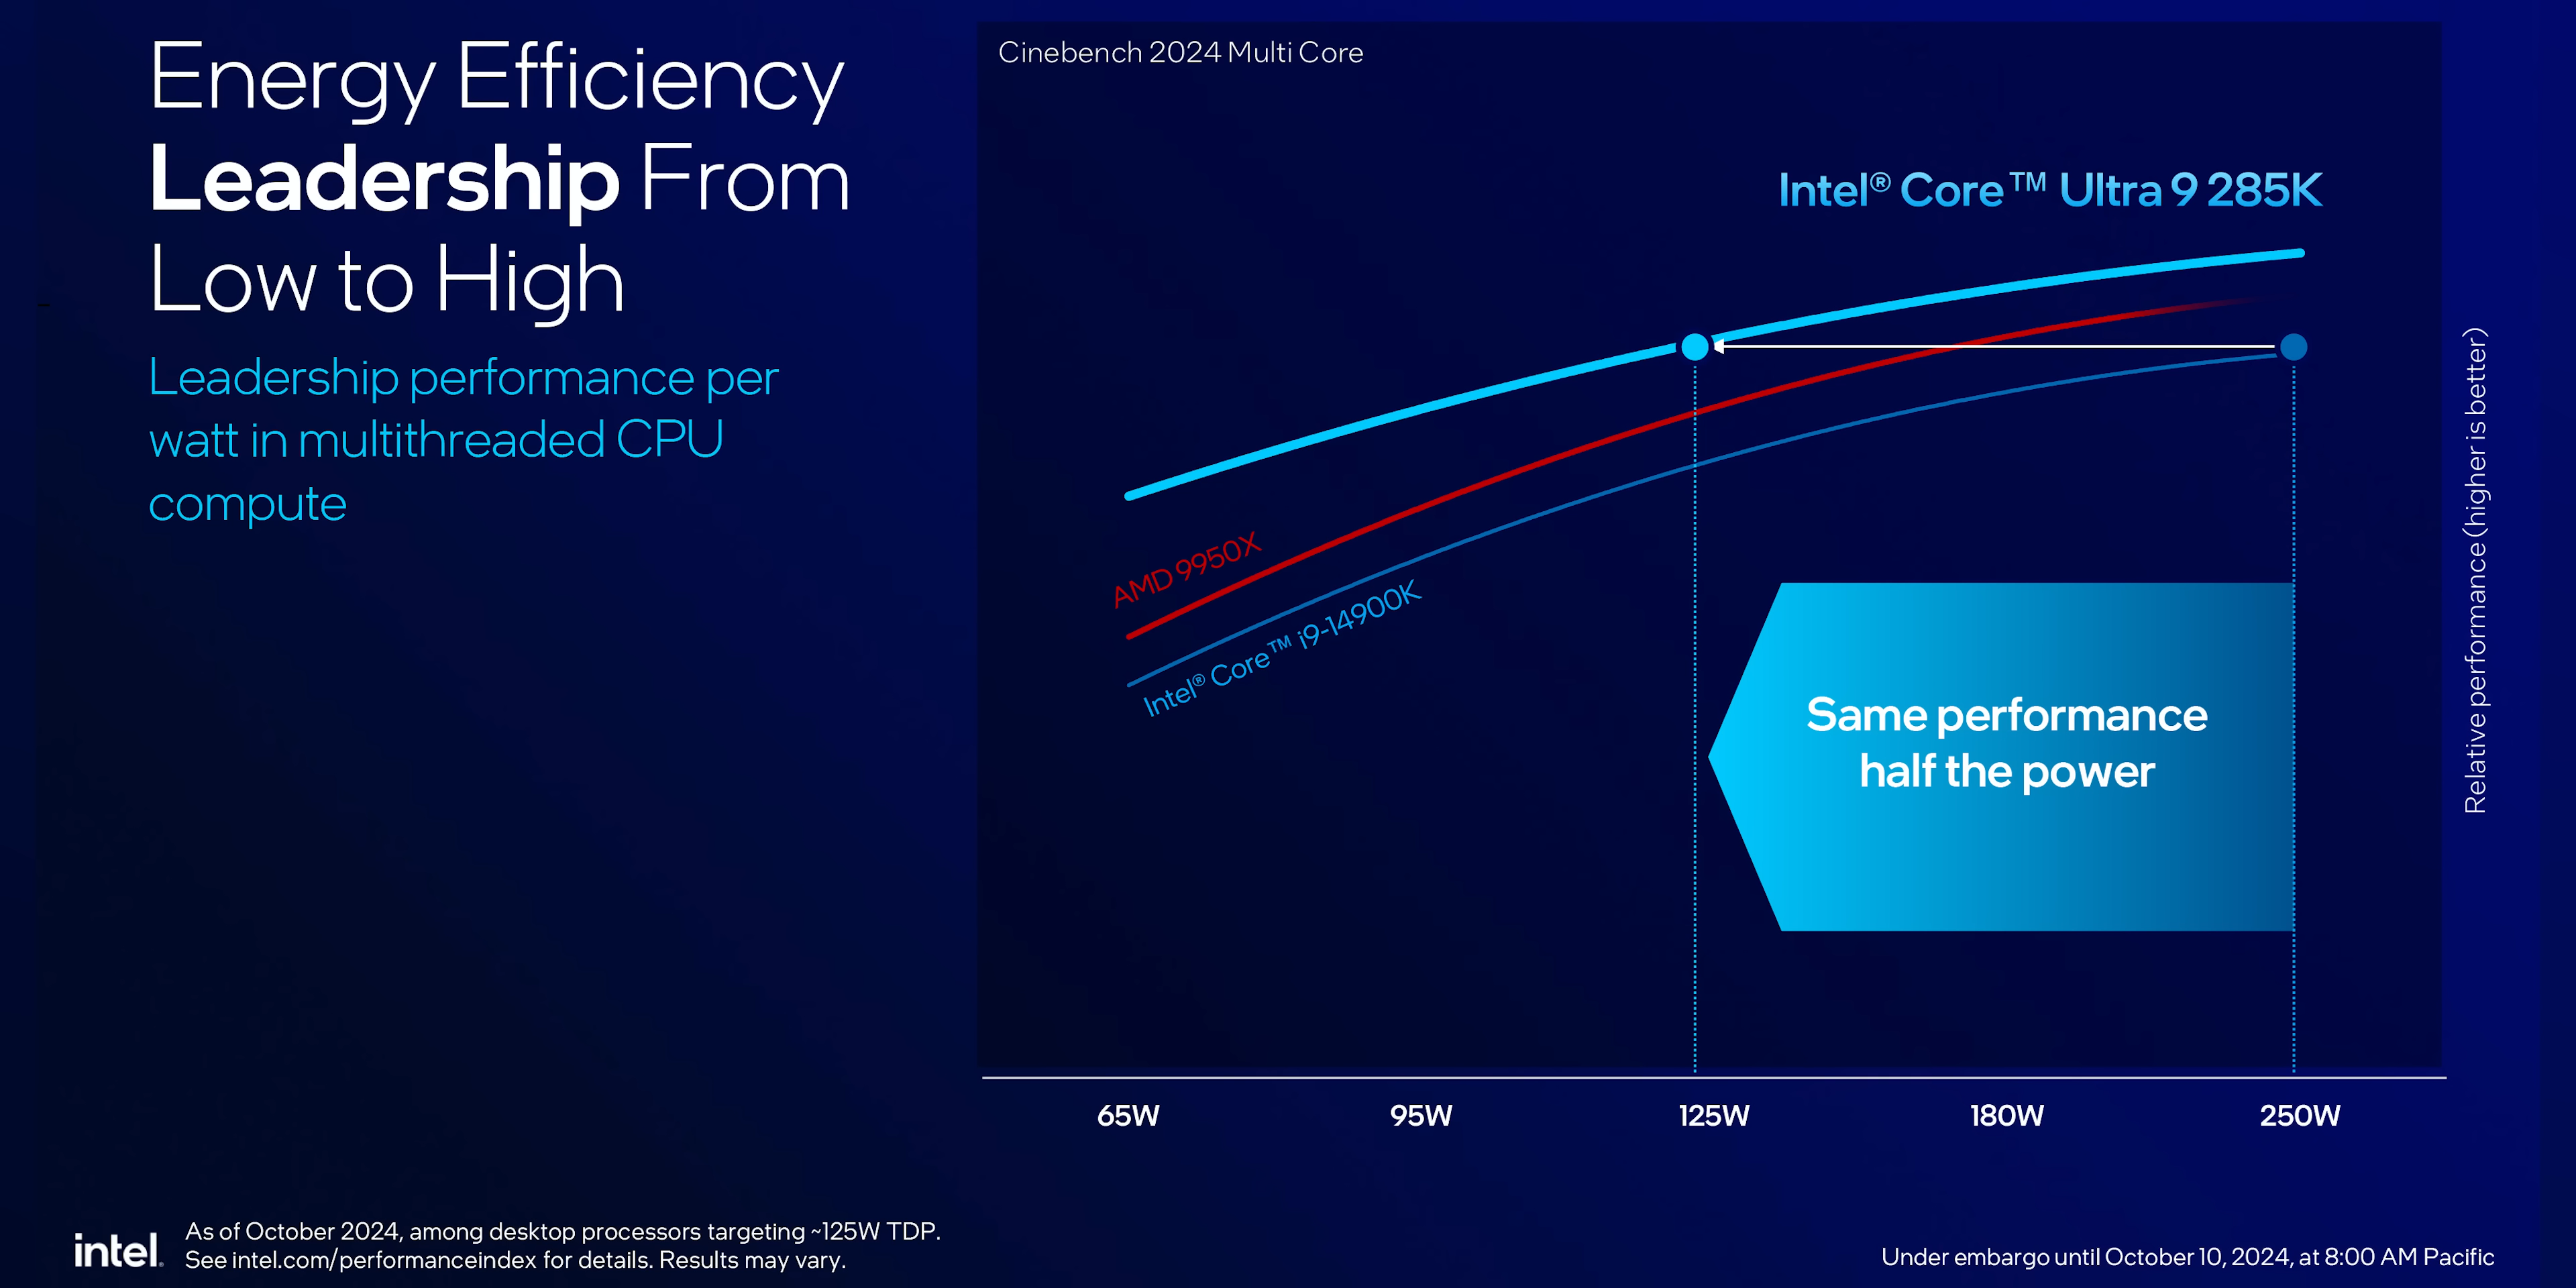 Energy Efficiency
Leadership From
Low to High
Leadership performance per
watt in multithreaded CPU
compute
Cinebench 2024 Multi Core
Intel® Core™ Ultra 9 285K
AMD 9950X
Intel® Core™ i9-14900K
Same performance
half the power
Relative performance (higher is better)
65W 95W 125W 180W 250W
intel.
As of October 2024, among desktop processors targeting ~125W TDP.
See intel.com/performanceindex for details. Results may vary.
Under embargo until October 10, 2024, at 8:00 AM Pacific